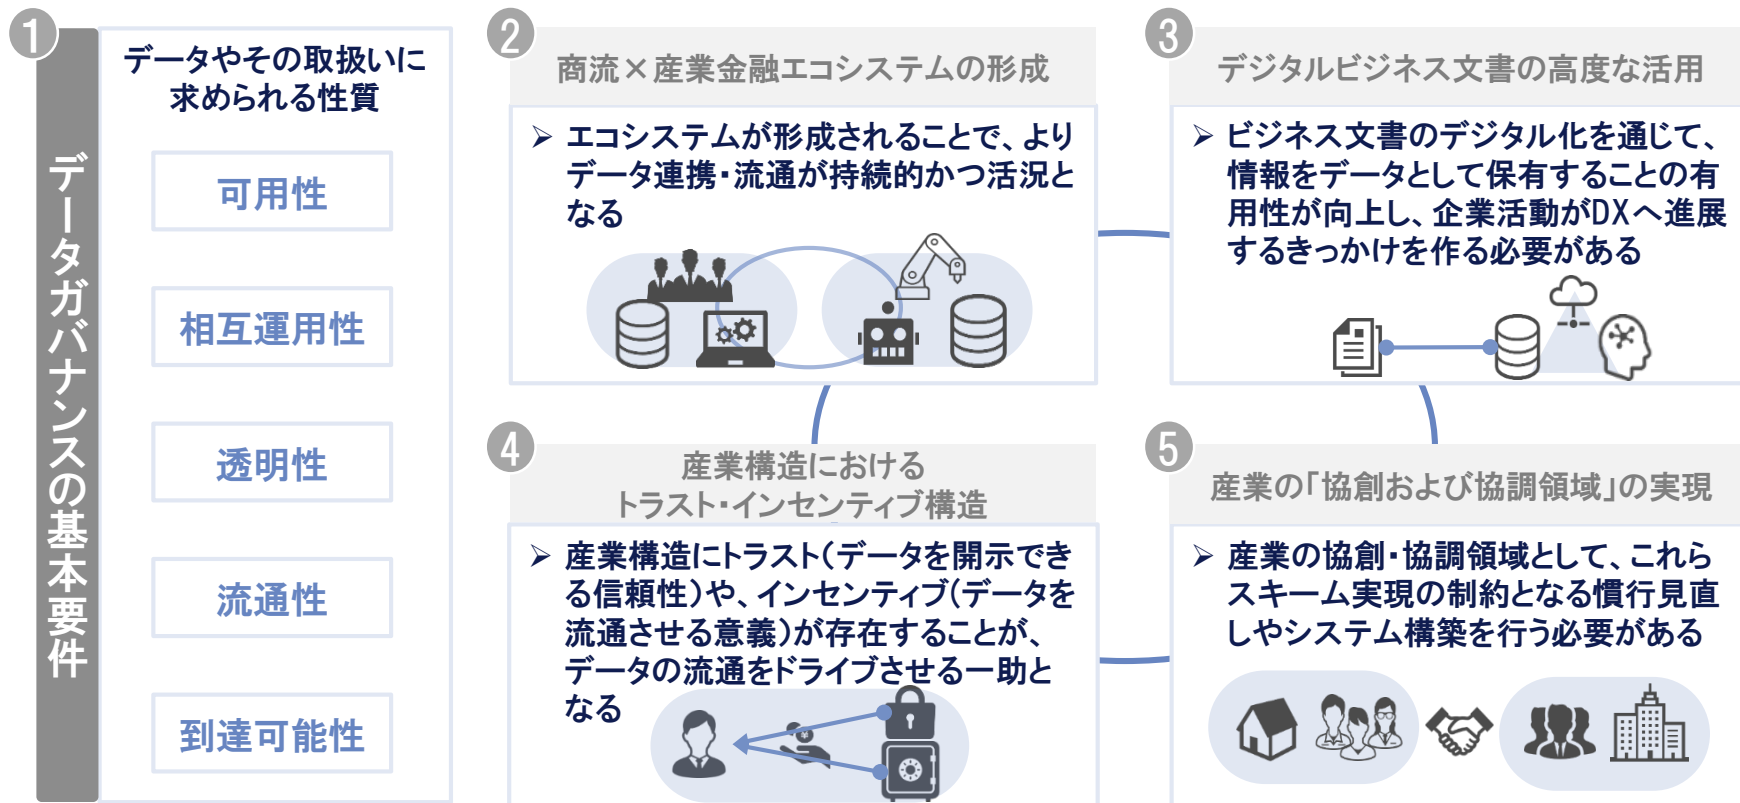 1
データガバナンスの基本要件
データやその取扱いに
求められる性質
可用性
相互運用性
透明性
流通性
到達可能性
2
商流×産業金融エコシステムの形成
➢ エコシステムが形成されることで、より
データ連携・流通が持続的かつ活況と
なる
3
デジタルビジネス文書の高度な活用
➢ ビジネス文書のデジタル化を通じて、
情報をデータとして保有することの有
用性が向上し、企業活動がDXへ進展
するきっかけを作る必要がある
4
産業構造における
トラスト・インセンティブ構造
➢ 産業構造にトラスト(データを開示でき
る信頼性)や、インセンティブ(データを
流通させる意義)が存在することが、
データの流通をドライブさせる一助と
なる
¥
5
産業の「協創および協調領域」の実現
➢ 産業の協創・協調領域として、これら
スキーム実現の制約となる慣行見直
しやシステム構築を行う必要がある